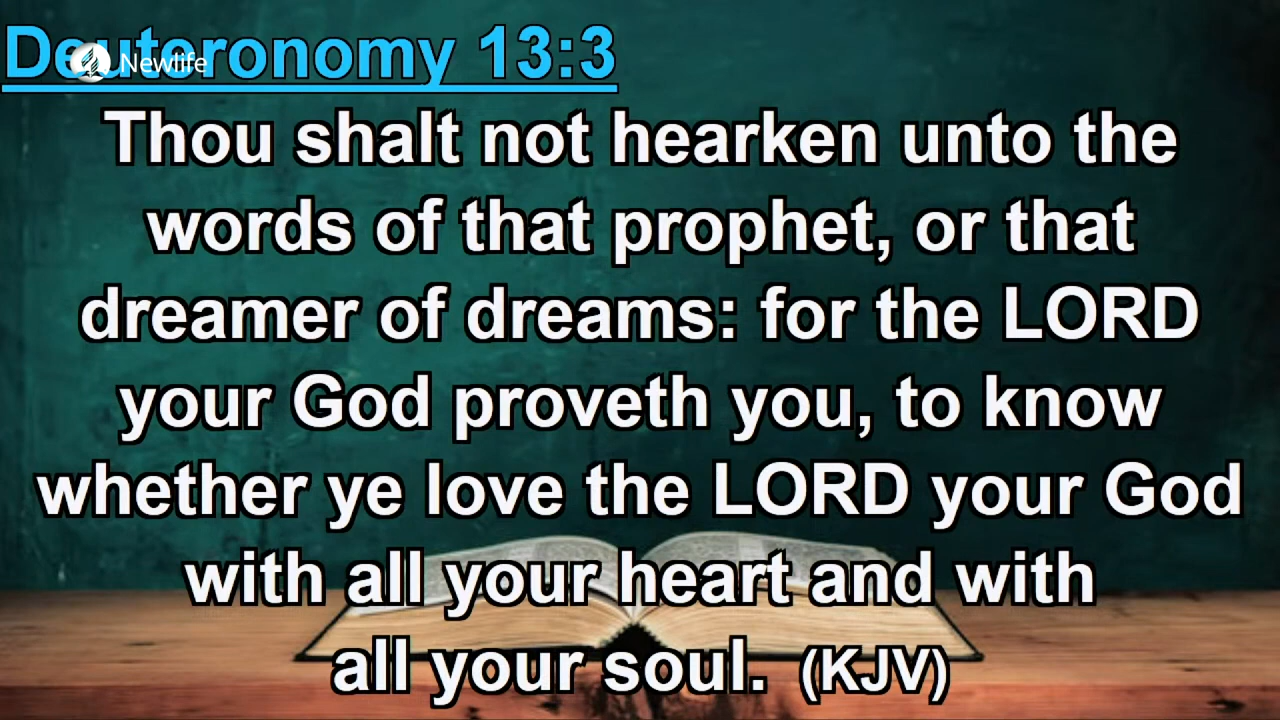 Deuteronomy 13:3
Newlife
Thou shalt not hearken unto the
words of that prophet, or that
dreamer of dreams: for the LORD
your God proveth you, to know
whether ye love the LORD your God
with all your heart and with
all your soul. (KJV)